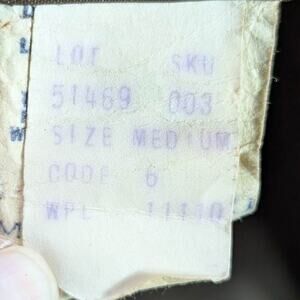 LOT SKU
51469 003
SIZE MEDIUM
CODE 6
WPL 11110